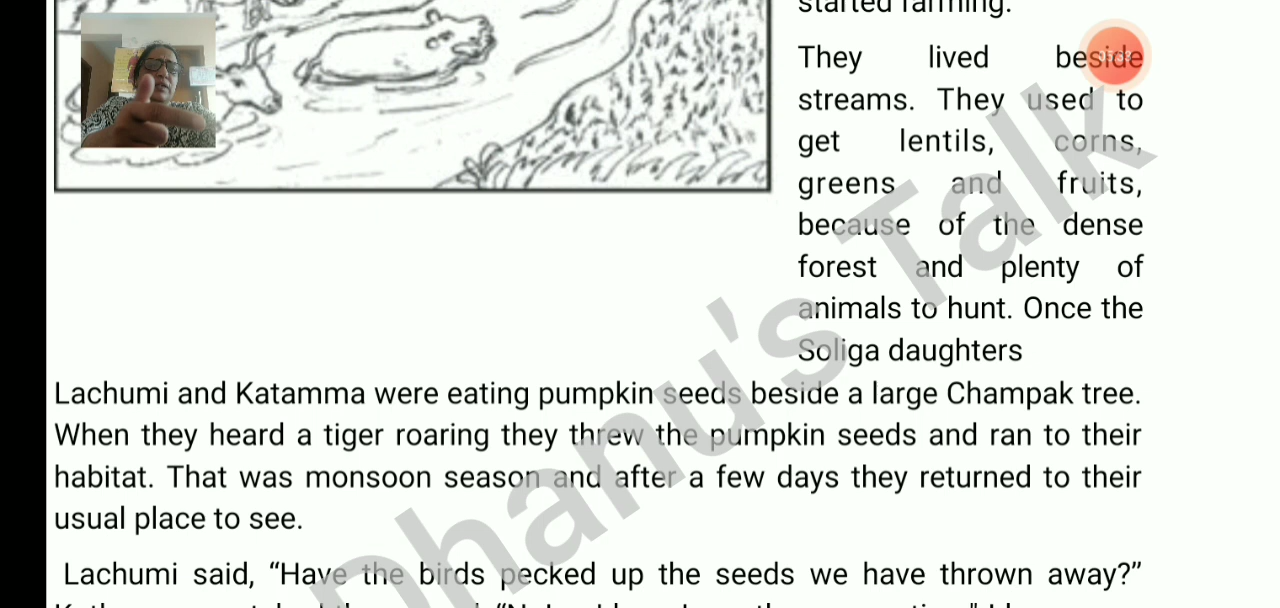 started farming.
They lived beside
streams. They used to
get lentils, corns,
greens and fruits,
because of the dense
forest and plenty of
animals to hunt. Once the
Soliga daughters
Lachumi and Katamma were eating pumpkin seeds beside a large Champak tree.
When they heard a tiger roaring they threw the pumpkin seeds and ran to their
habitat. That was monsoon season and after a few days they returned to their
usual place to see.
Lachumi said, “Have the birds pecked up the seeds we have thrown away?”
Dhanu's Talk